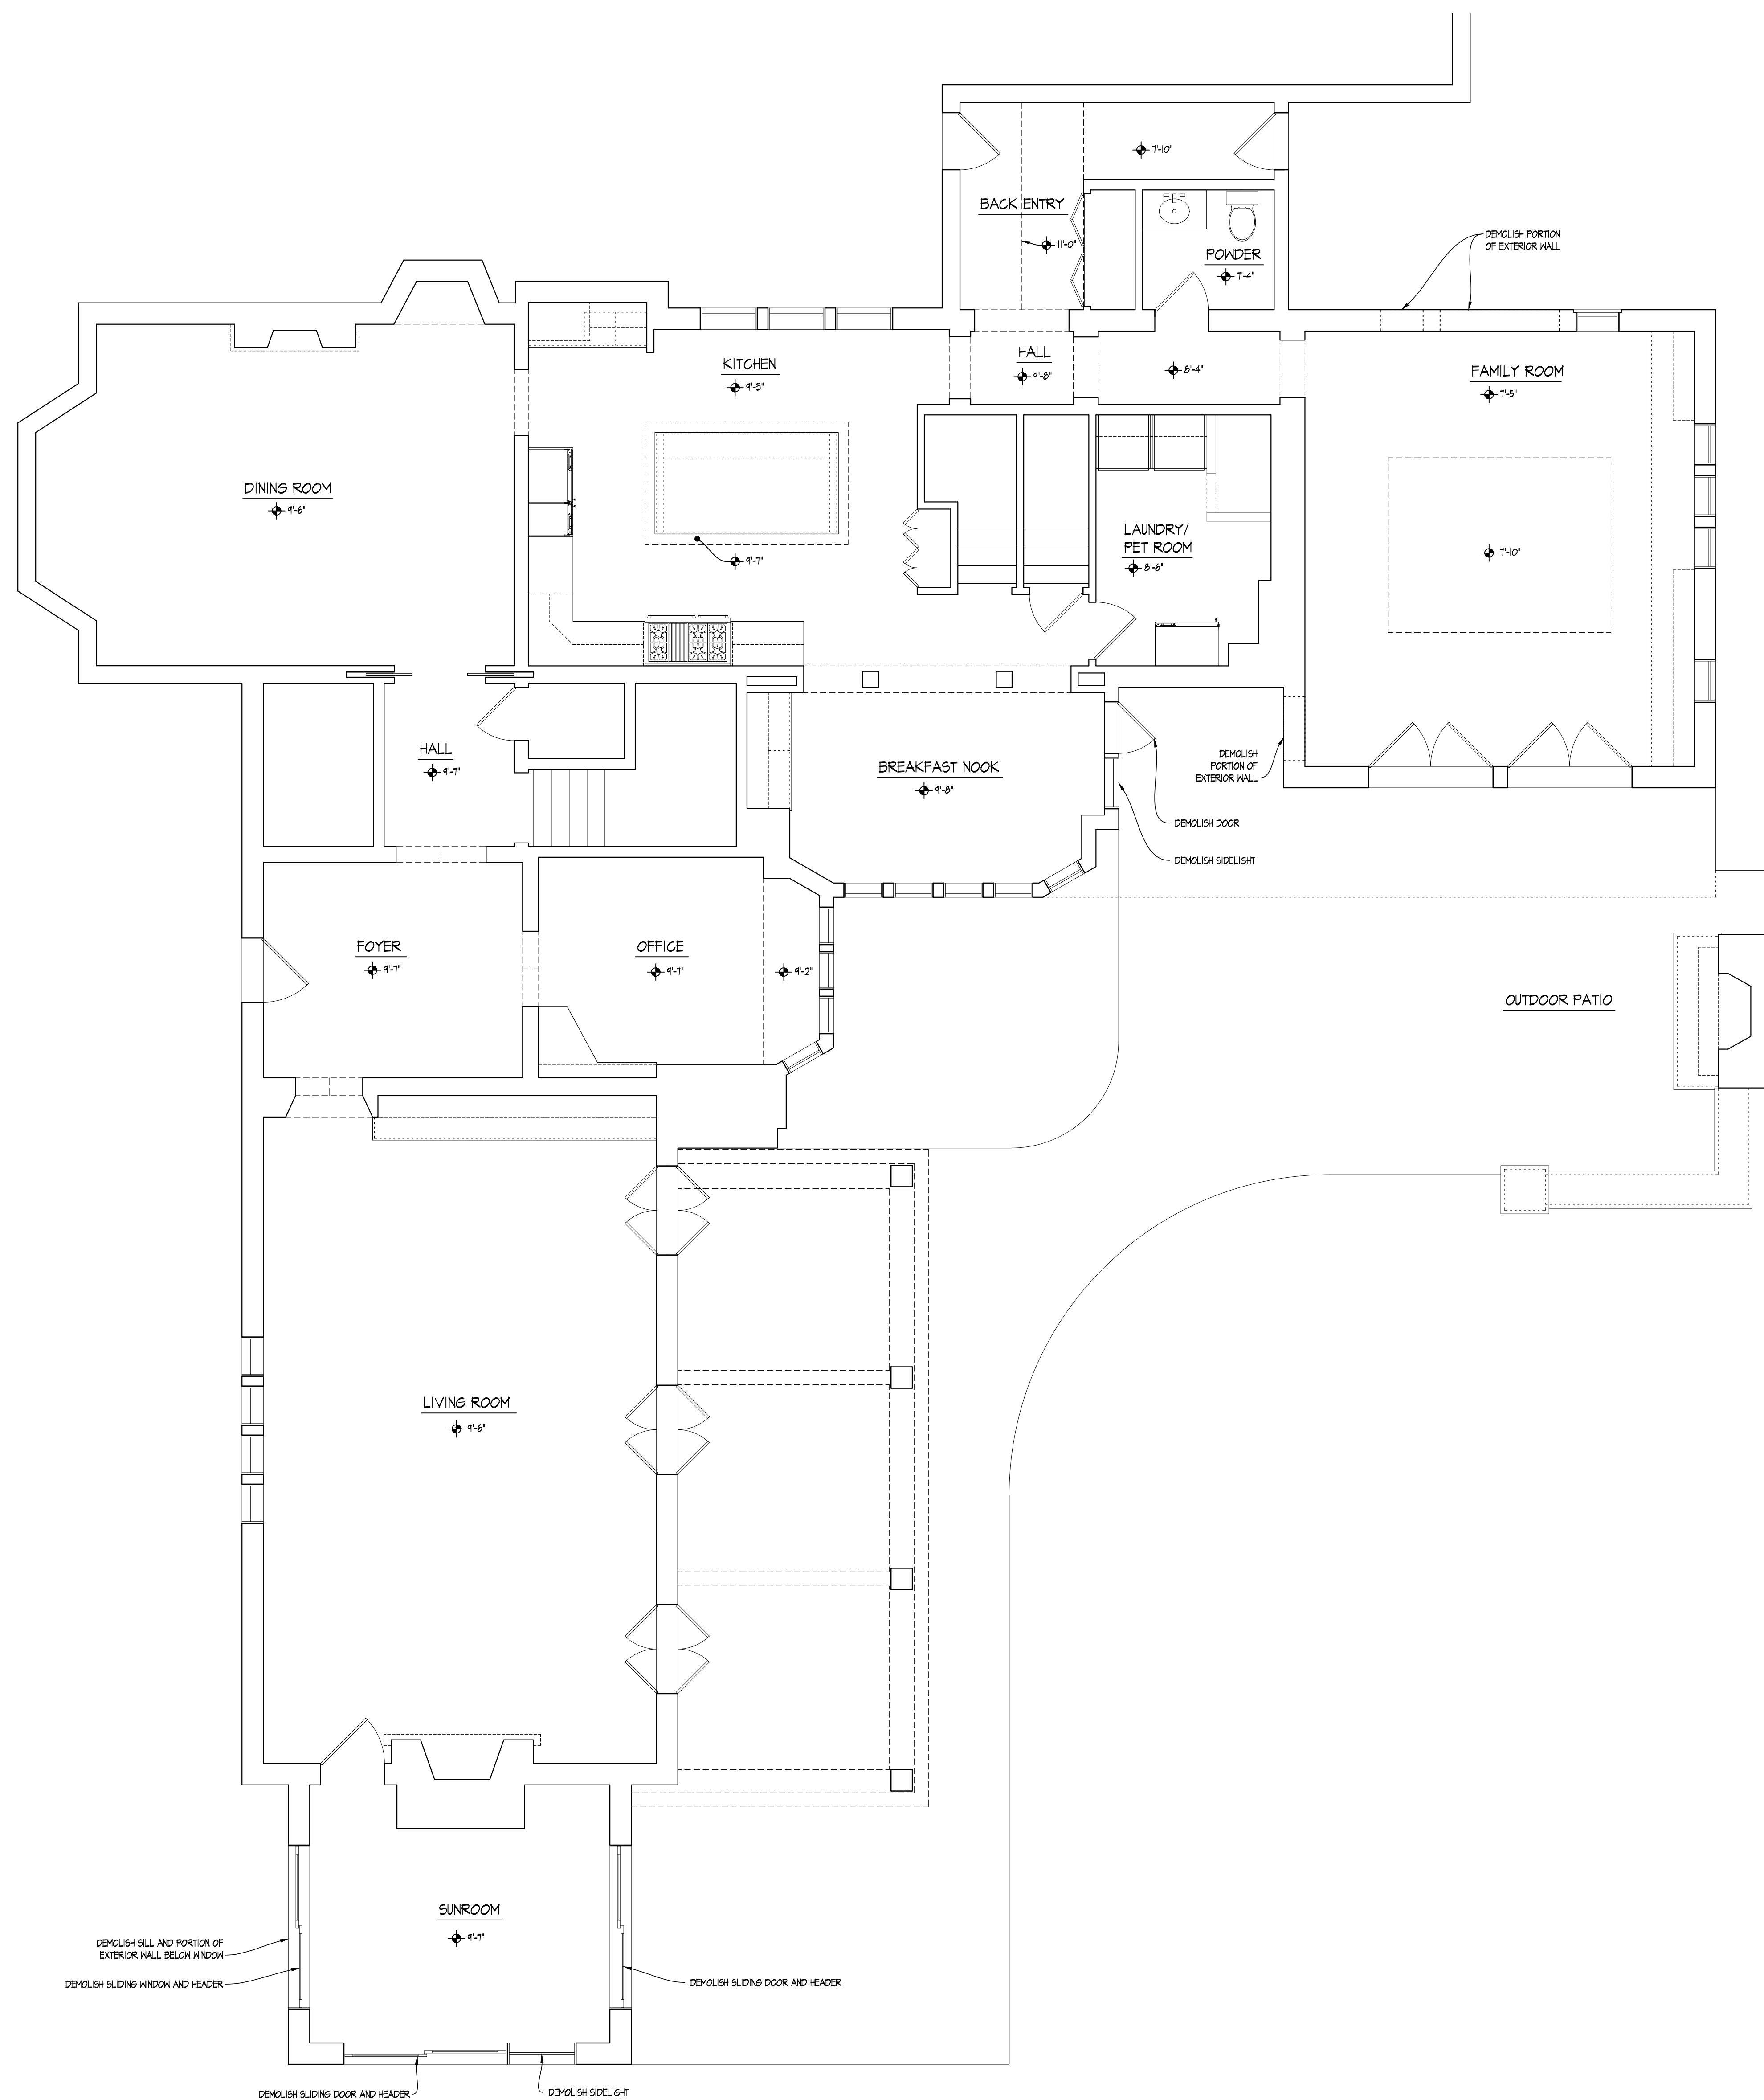 7'-10"
BACK ENTRY
11'-0"
POWDER
7'-4"
DEMOLISH PORTION
OF EXTERIOR WALL
KITCHEN
9'-3"
HALL
9'-8"
8'-4"
FAMILY ROOM
7'-5"
DINING ROOM
9'-6"
9'-7"
LAUNDRY/
PET ROOM
8'-6"
7'-10"
HALL
9'-7"
BREAKFAST NOOK
9'-8"
DEMOLISH
PORTION OF
EXTERIOR WALL
DEMOLISH DOOR
DEMOLISH SIDELIGHT
FOYER
9'-7"
OFFICE
9'-7"
9'-2"
OUTDOOR PATIO
LIVING ROOM
9'-6"
SUNROOM
9'-7"
DEMOLISH SILL AND PORTION OF
EXTERIOR WALL BELOW WINDOW
DEMOLISH SLIDING WINDOW AND HEADER
DEMOLISH SLIDING DOOR AND HEADER
DEMOLISH SLIDING DOOR AND HEADER
DEMOLISH SIDELIGHT